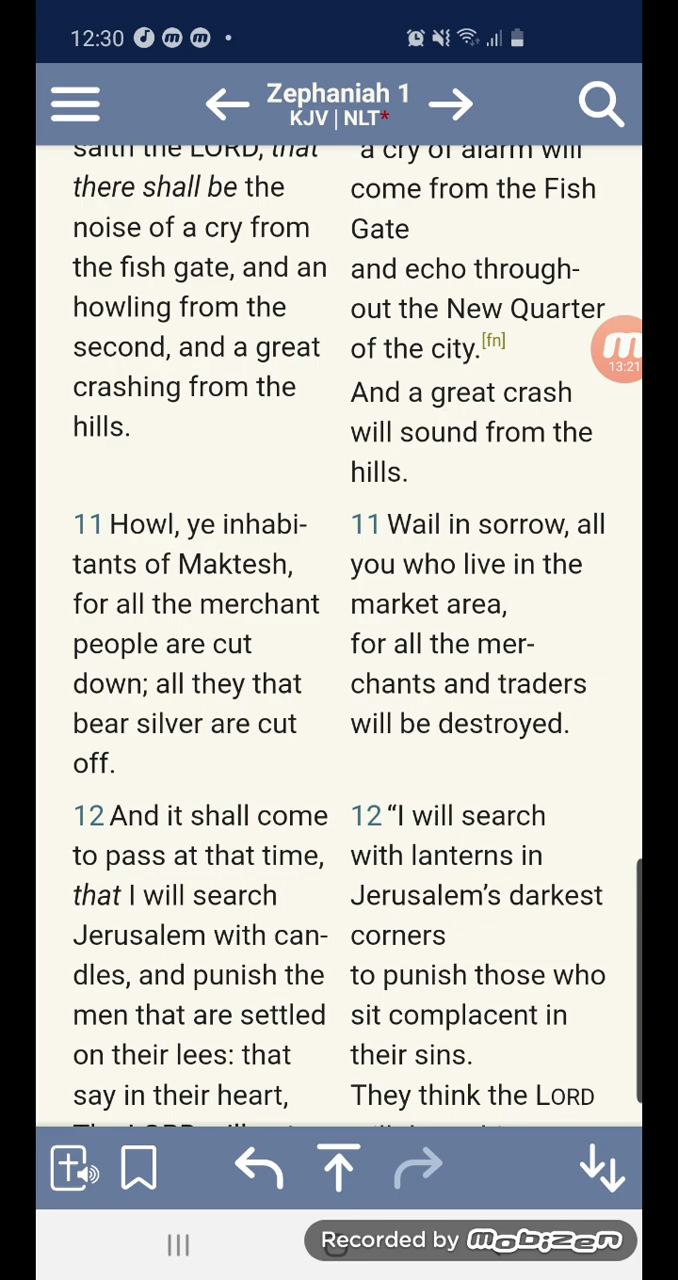 12:30
Zephaniah 1
KJV | NLT*
saith the LORD, that
there shall be the
noise of a cry from
the fish gate, and an
howling from the
second, and a great
crashing from the
hills.
a cry of alarm will
come from the Fish
Gate
and echo through-
out the New Quarter
of the city.[fn]
And a great crash
will sound from the
hills.
13:21
11 Howl, ye inhabi-
tants of Maktesh,
for all the merchant
people are cut
down; all they that
bear silver are cut
off.
11 Wail in sorrow, all
you who live in the
market area,
for all the mer-
chants and traders
will be destroyed.
12 And it shall come
to pass at that time,
that I will search
Jerusalem with can-
dles, and punish the
men that are settled
on their lees: that
say in their heart,
12 “I will search
with lanterns in
Jerusalem’s darkest
corners
to punish those who
sit complacent in
their sins.
They think the LORD
Recorded by mobizen